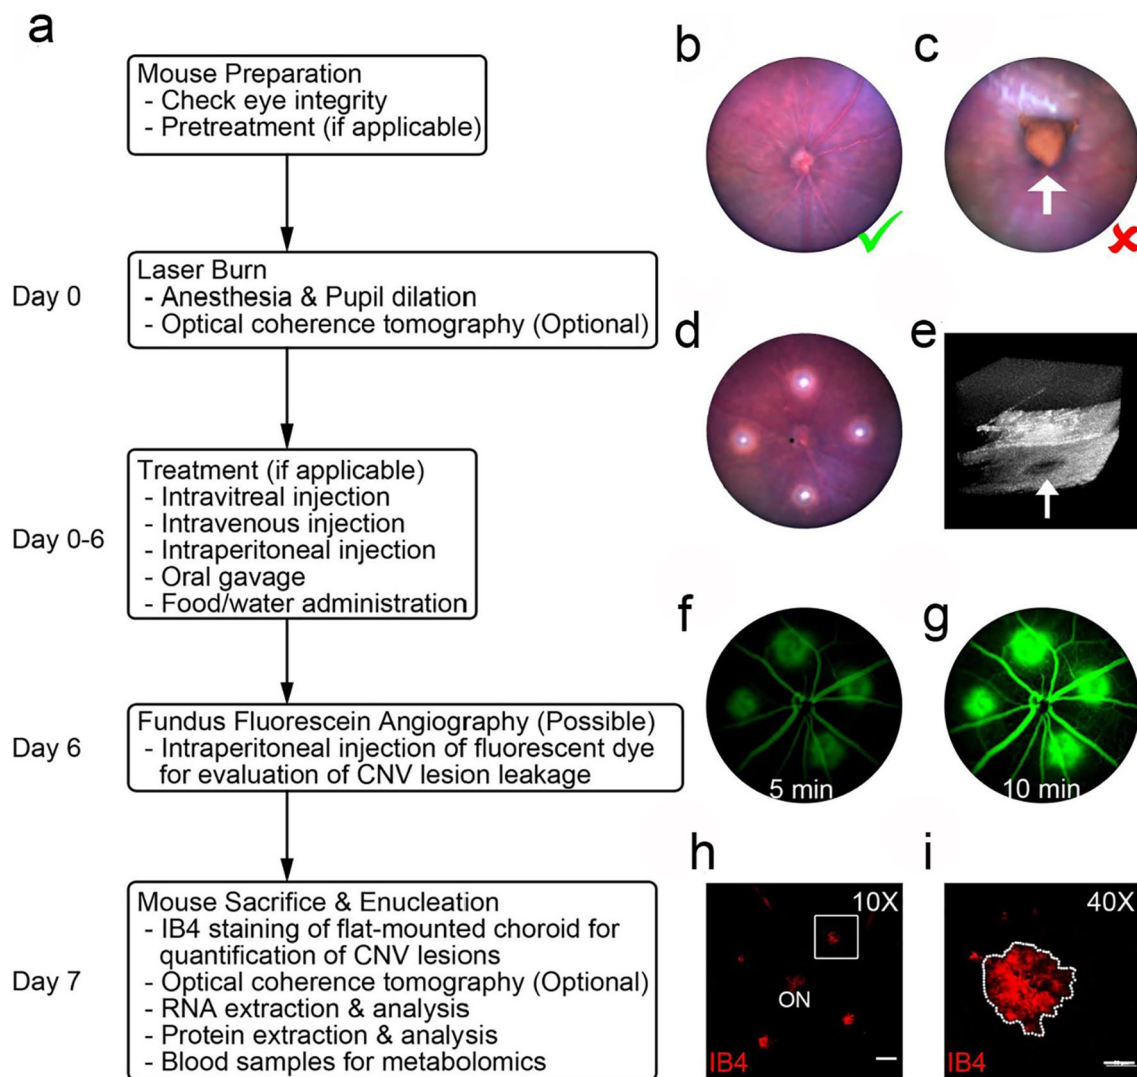 a
Mouse Preparation
- Check eye integrity
- Pretreatment (if applicable)
Day 0
Laser Burn
- Anesthesia & Pupil dilation
- Optical coherence tomography (Optional)
Day 0-6
Treatment (if applicable)
- Intravitreal injection
- Intravenous injection
- Intraperitoneal injection
- Oral gavage
- Food/water administration
Day 6
Fundus Fluorescein Angiography (Possible)
- Intraperitoneal injection of fluorescent dye
for evaluation of CNV lesion leakage
Day 7
Mouse Sacrifice & Enucleation
- IB4 staining of flat-mounted choroid for
quantification of CNV lesions
- Optical coherence tomography (Optional)
- RNA extraction & analysis
- Protein extraction & analysis
- Blood samples for metabolomics
b
c
d
e
f
5 min
g
10 min
h
10X
ON
IB4
i
40X
IB4